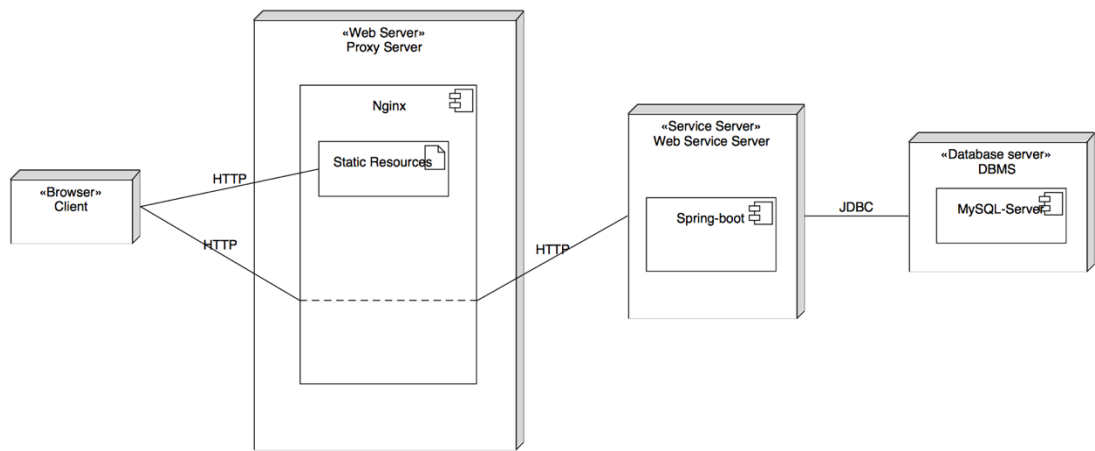 «Web Server»
Proxy Server
Nginx
Static Resources
«Browser»
Client
HTTP
HTTP
HTTP
«Service Server»
Web Service Server
Spring-boot
JDBC
«Database server»
DBMS
MySQL-Server